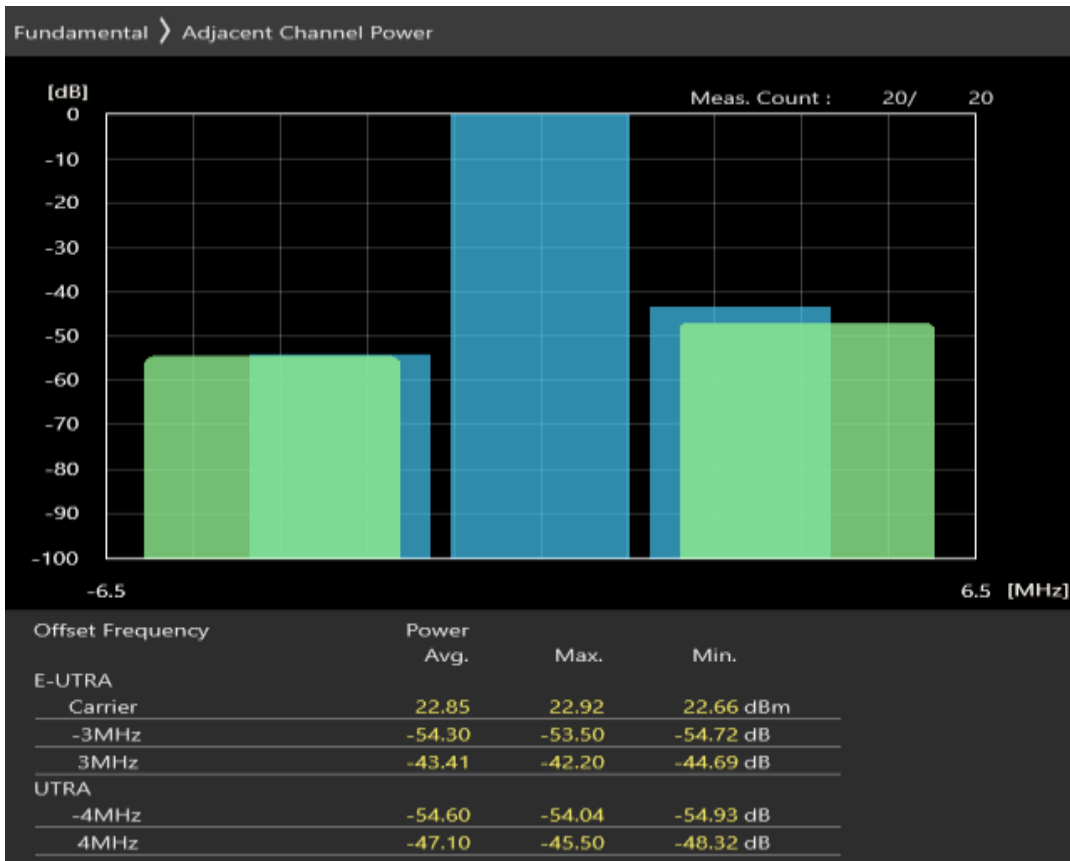 Fundamental 〉 Adjacent Channel Power
[dB]
Meas. Count : 20/ 20
0
-10
-20
-30
-40
-50
-60
-70
-80
-90
-100
-6.5 6.5 [MHz]
Offset Frequency Power
Avg. Max. Min.
E-UTRA
Carrier 22.85 22.92 22.66 dBm
-3MHz -54.30 -53.50 -54.72 dB
3MHz -43.41 -42.20 -44.69 dB
UTRA
-4MHz -54.60 -54.04 -54.93 dB
4MHz -47.10 -45.50 -48.32 dB